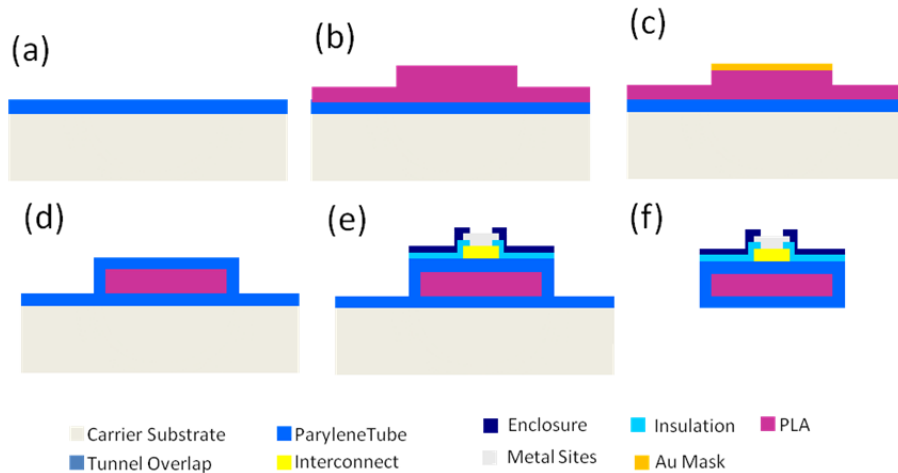 (a)
(b)
(c)
(d)
(e)
(f)
Carrier Substrate
ParyleneTube
Enclosure
Insulation
PLA
Tunnel Overlap
Interconnect
Metal Sites
Au Mask